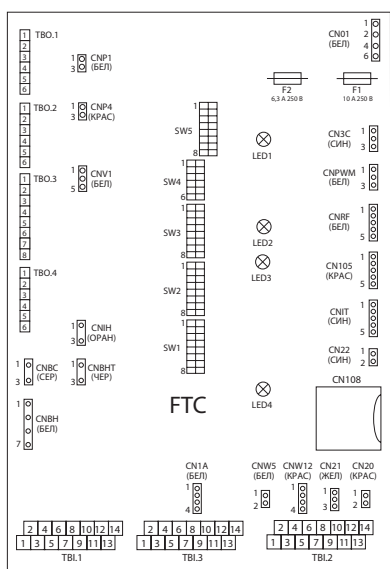 TBO.1
1
2
3
4
5
6
CNP1
(БЕЛ)
1
3
CN01
(БЕЛ)
1
2
4
6
F2
6,3 А 250 В
F1
10 А 250 В
TBO.2
1
2
3
4
5
6
CNP4
(КРАС)
1
3
SW5
1
8
LED1
CN3C
(СИН)
1
3
TBO.3
1
2
3
4
5
6
7
8
CNV1
(БЕЛ)
1
5
SW4
1
6
CNPWM
(БЕЛ)
1
3
SW3
1
8
LED2
CNRF
(БЕЛ)
1
5
TBO.4
1
2
3
4
5
6
SW2
1
8
LED3
CN105
(КРАС)
1
5
CNIH
(ОРАН)
1
3
SW1
1
8
CNIT
(СИН)
1
5
CNBC
(СЕР)
1
3
CNBHT
(ЧЕР)
1
3
CN22
(СИН)
1
2
CNBH
(БЕЛ)
1
7
FTC
LED4
CN108
CN1A
(БЕЛ)
1
4
CNW5
(БЕЛ)
1
2
CNW12
(КРАС)
1
4
CN21
(ЖЕЛ)
1
3
CN20
(КРАС)
1
2
2 4 6 8 10 12 14
1 3 5 7 9 11 13
TBI.1
2 4 6 8 10 12 14
1 3 5 7 9 11 13
TBI.3
2 4 6 8 10 12 14
1 3 5 7 9 11 13
TBI.2